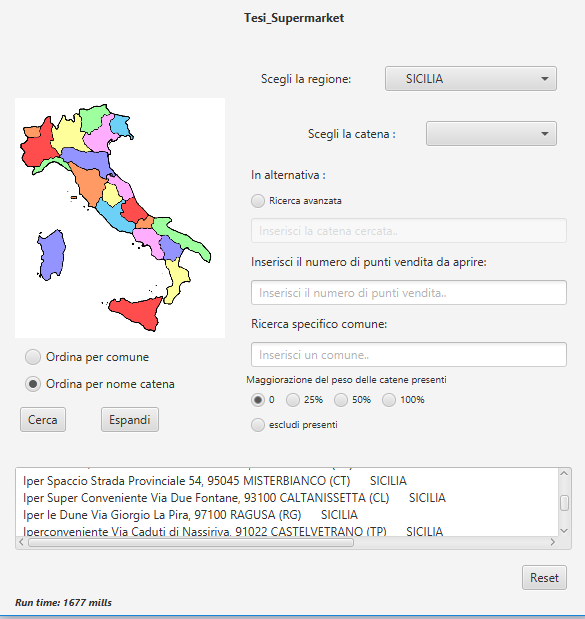 Tesi_Supermarket
Scegli la regione:
SICILIA
Scegli la catena :
In alternativa :
Ricerca avanzata
Inserisci la catena cercata..
Inserisci il numero di punti vendita da aprire:
Inserisci il numero di punti vendita..
Ricerca specifico comune:
Inserisci un comune..
Ordina per comune
Ordina per nome catena
Maggiorazione del peso delle catene presenti
0 25% 50% 100%
escludi presenti
Cerca Espandi
Iper Spaccio Strada Provinciale 54, 95045 MISTERBIANCO (CT) SICILIA
Iper Super Conveniente Via Due Fontane, 93100 CALTANISSETTA (CL) SICILIA
Iper le Dune Via Giorgio La Pira, 97100 RAGUSA (RG) SICILIA
Iperconveniente Via Caduti di Nassiriya, 91022 CASTELVETRANO (TP) SICILIA
Reset
Run time: 1677 mills